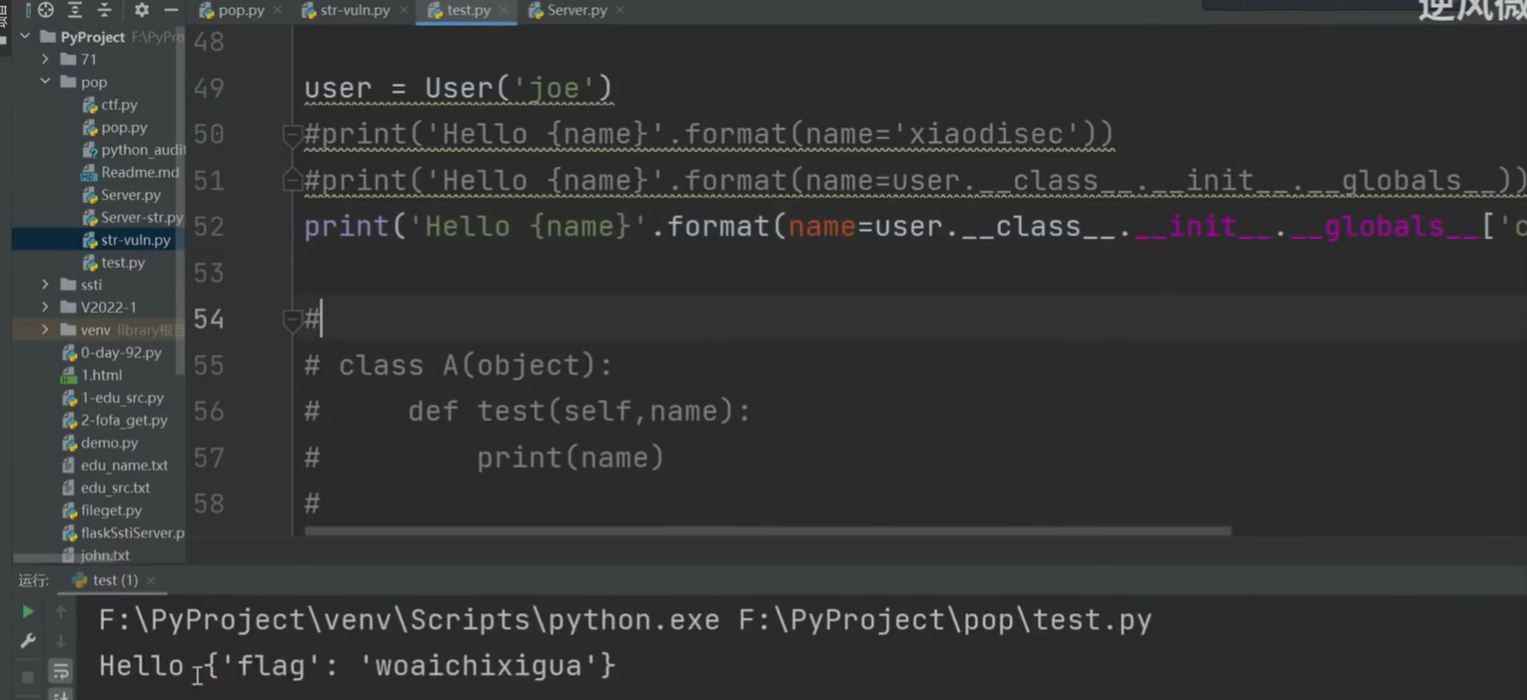 pop.py
str-vuln.py
test.py
Server.py
逆风微
PyProject F:\PyPro
71
pop
ctf.py
pop.py
python_audit
Readme.md
Server.py
Server-str.py
str-vuln.py
test.py
ssti
V2022-1
venv library根目
0-day-92.py
1.html
1-edu_src.py
2-fofa_get.py
demo.py
edu_name.txt
edu_src.txt
fileget.py
flaskSstiServer.p
john.txt
48
49 user = User('joe')
50 #print('Hello {name}'.format(name='xiaodisec'))
51 #print('Hello {name}'.format(name=user.__class__.__init__.__globals__))
52 print('Hello {name}'.format(name=user.__class__.__init__.__globals__['c
53
54 #
55 # class A(object):
56 #     def test(self,name):
57 #         print(name)
58 #
运行: test (1)
F:\PyProject\venv\Scripts\python.exe F:\PyProject\pop\test.py
Hello {'flag': 'woaichixigua'}